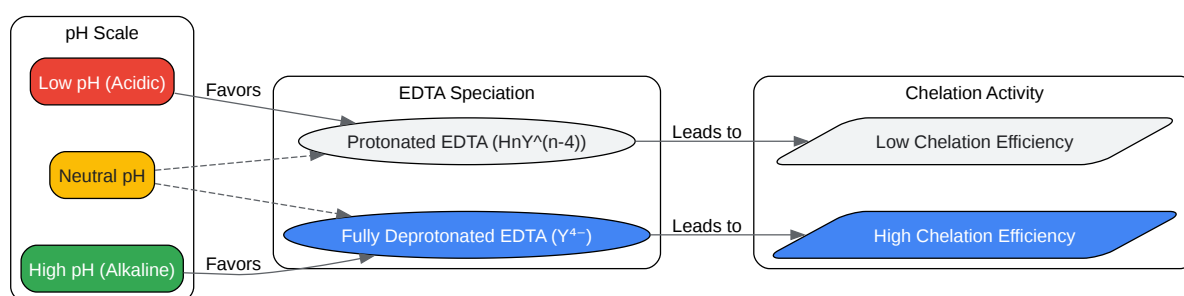 pH Scale
Low pH (Acidic)
Neutral pH
High pH (Alkaline)
Favors
Favors
EDTA Speciation
Protonated EDTA (HnY^(n-4))
Fully Deprotonated EDTA (Y⁴⁻)
Leads to
Leads to
Chelation Activity
Low Chelation Efficiency
High Chelation Efficiency